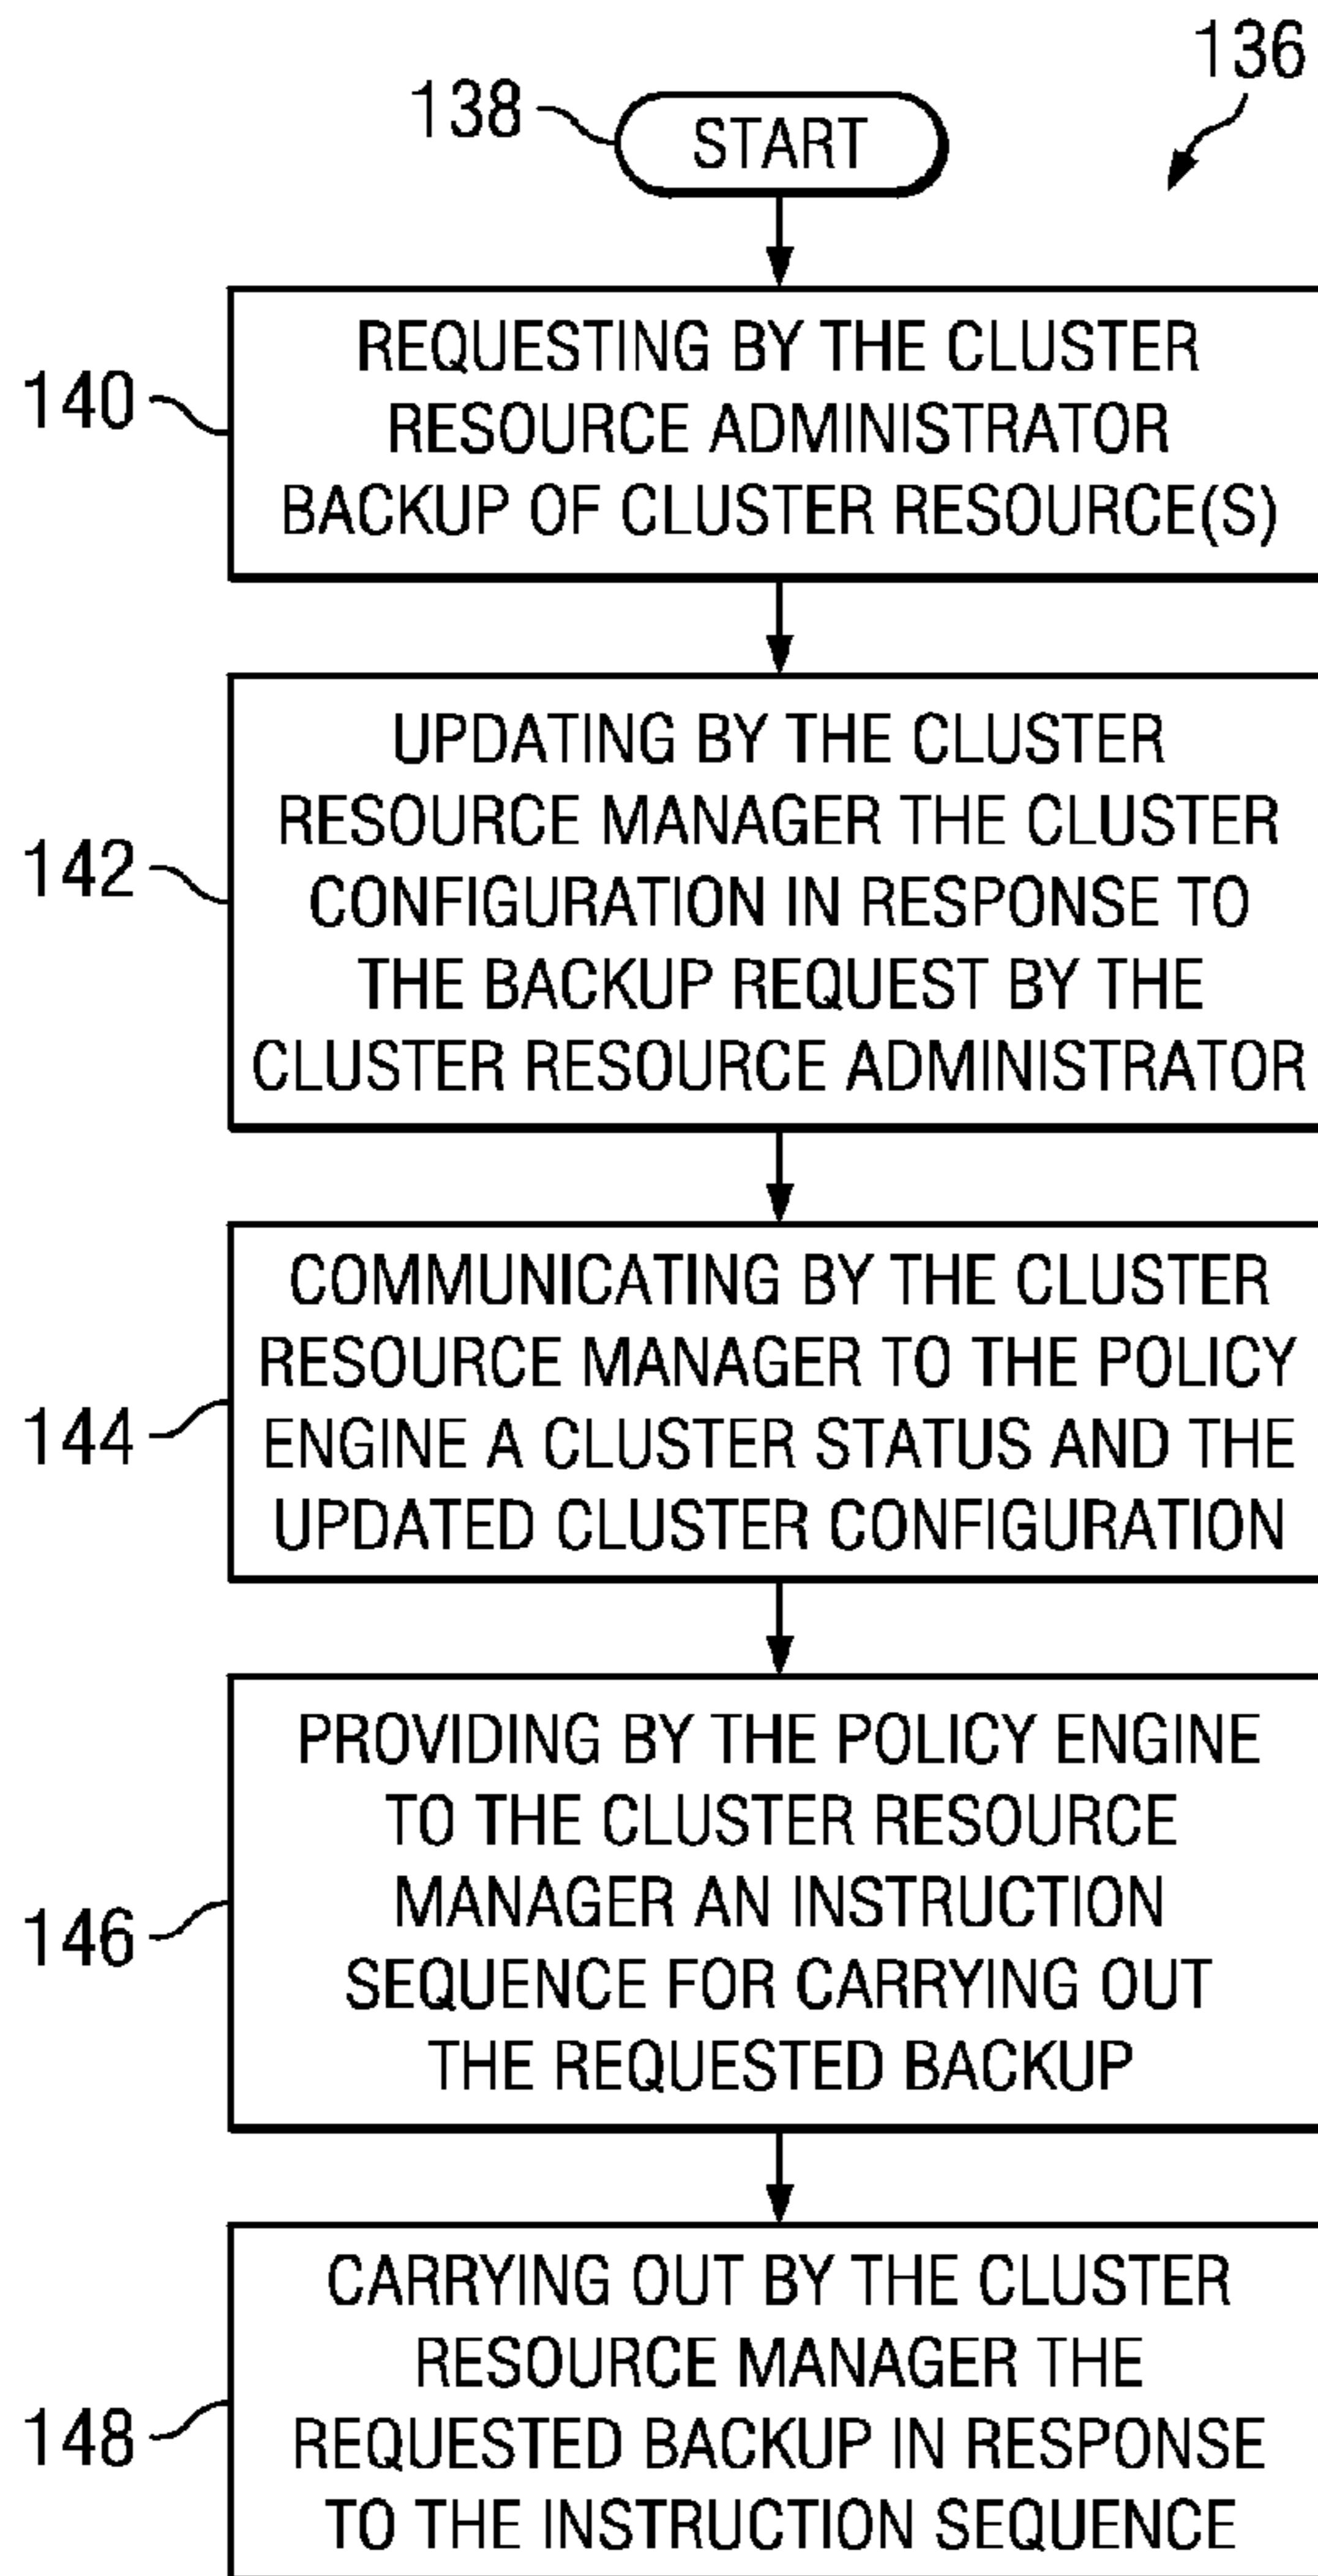 136
138
START
140
REQUESTING BY THE CLUSTER
RESOURCE ADMINISTRATOR
BACKUP OF CLUSTER RESOURCE(S)
142
UPDATING BY THE CLUSTER
RESOURCE MANAGER THE CLUSTER
CONFIGURATION IN RESPONSE TO
THE BACKUP REQUEST BY THE
CLUSTER RESOURCE ADMINISTRATOR
144
COMMUNICATING BY THE CLUSTER
RESOURCE MANAGER TO THE POLICY
ENGINE A CLUSTER STATUS AND THE
UPDATED CLUSTER CONFIGURATION
146
PROVIDING BY THE POLICY ENGINE
TO THE CLUSTER RESOURCE
MANAGER AN INSTRUCTION
SEQUENCE FOR CARRYING OUT
THE REQUESTED BACKUP
148
CARRYING OUT BY THE CLUSTER
RESOURCE MANAGER THE
REQUESTED BACKUP IN RESPONSE
TO THE INSTRUCTION SEQUENCE